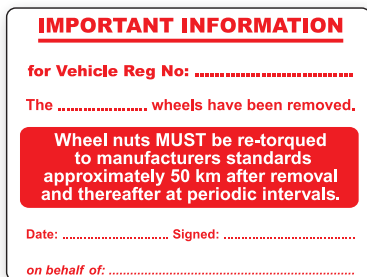 IMPORTANT INFORMATION
for Vehicle Reg No: ................................
The .................... wheels have been removed.
Wheel nuts MUST be re-torqued
to manufacturers standards
approximately 50 km after removal
and thereafter at periodic intervals.
Date: ........................... Signed: .................................
on behalf of: ..................................................................